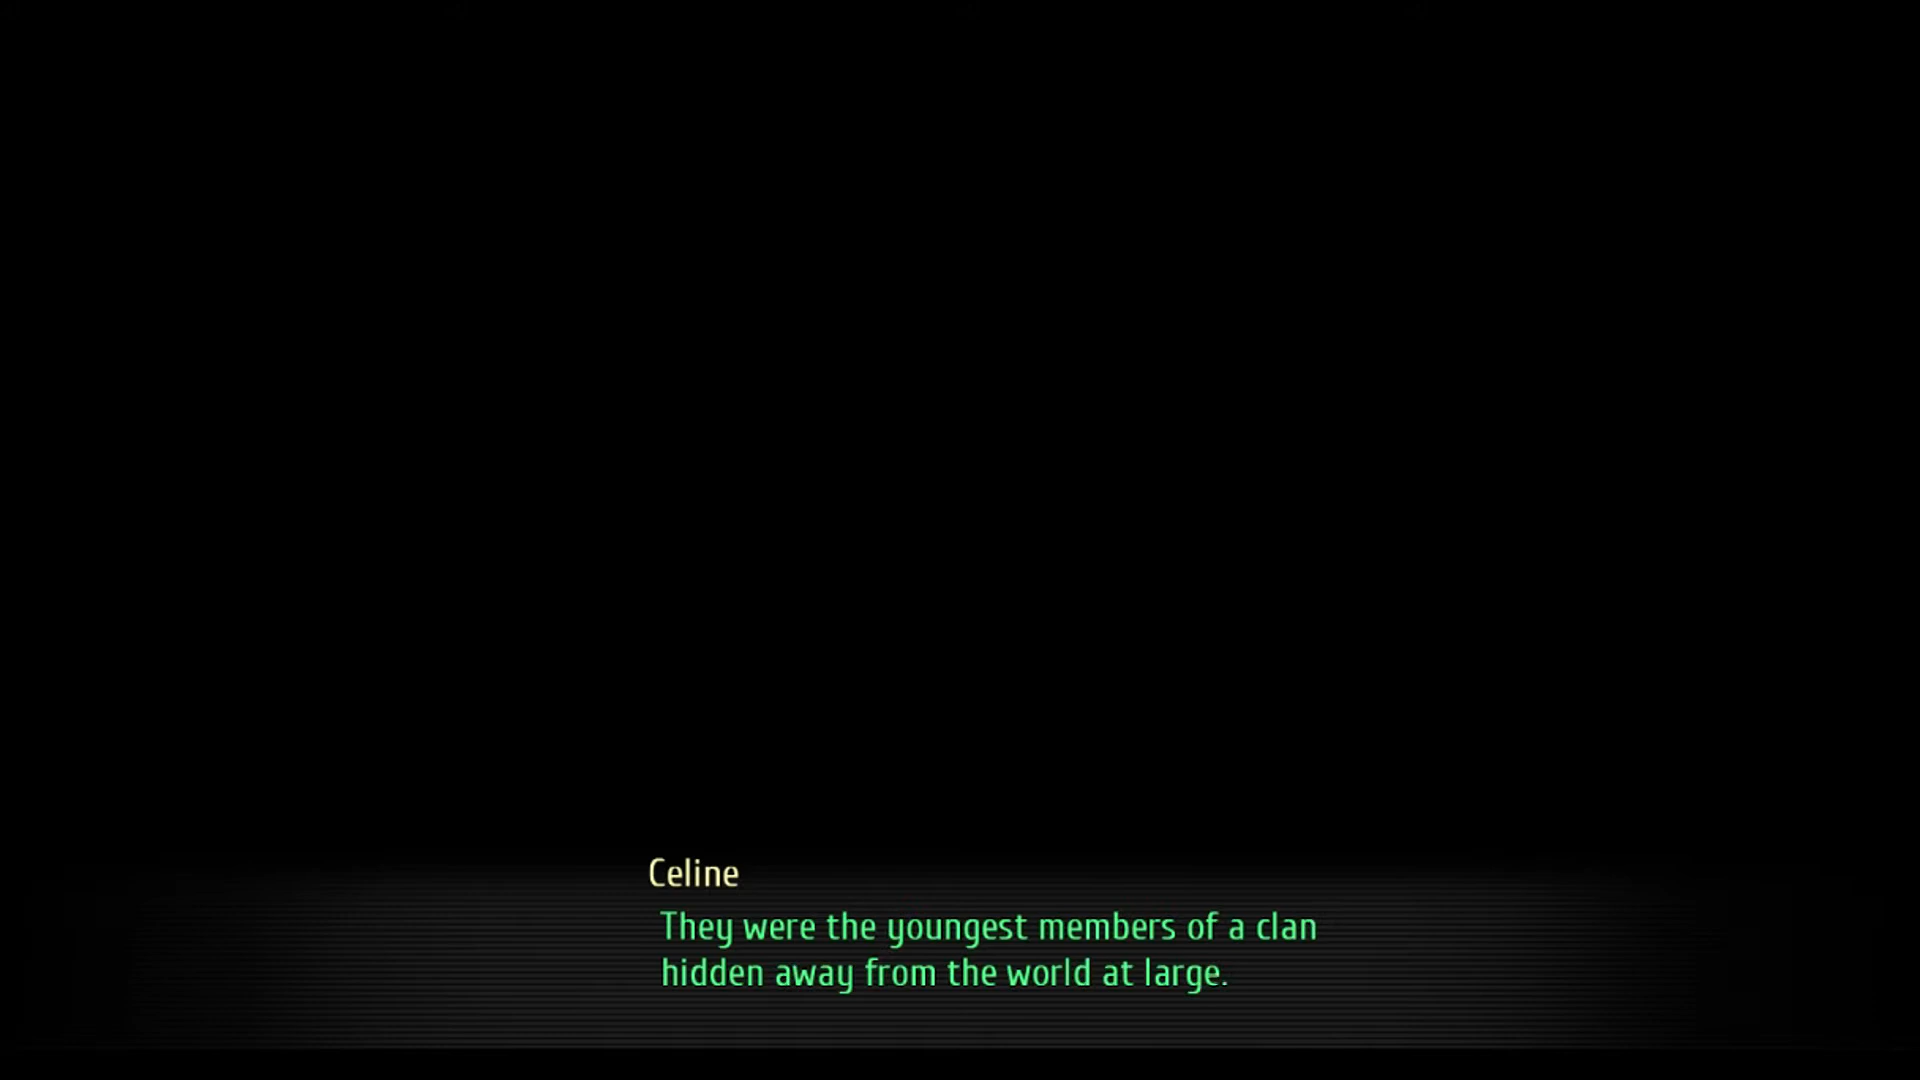 Celine
They were the youngest members of a clan
hidden away from the world at large.